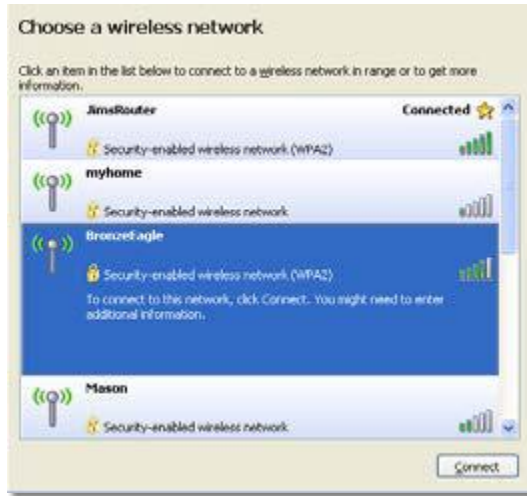 Choose a wireless network
Click an item in the list below to connect to a wireless network in range or to get more
information.
JimsRouter Connected
Security-enabled wireless network (WPA2)
myhome
Security-enabled wireless network
BronzeEagle
Security-enabled wireless network (WPA2)
To connect to this network, click Connect. You might need to enter
additional information.
Mason
Security-enabled wireless network
Connect